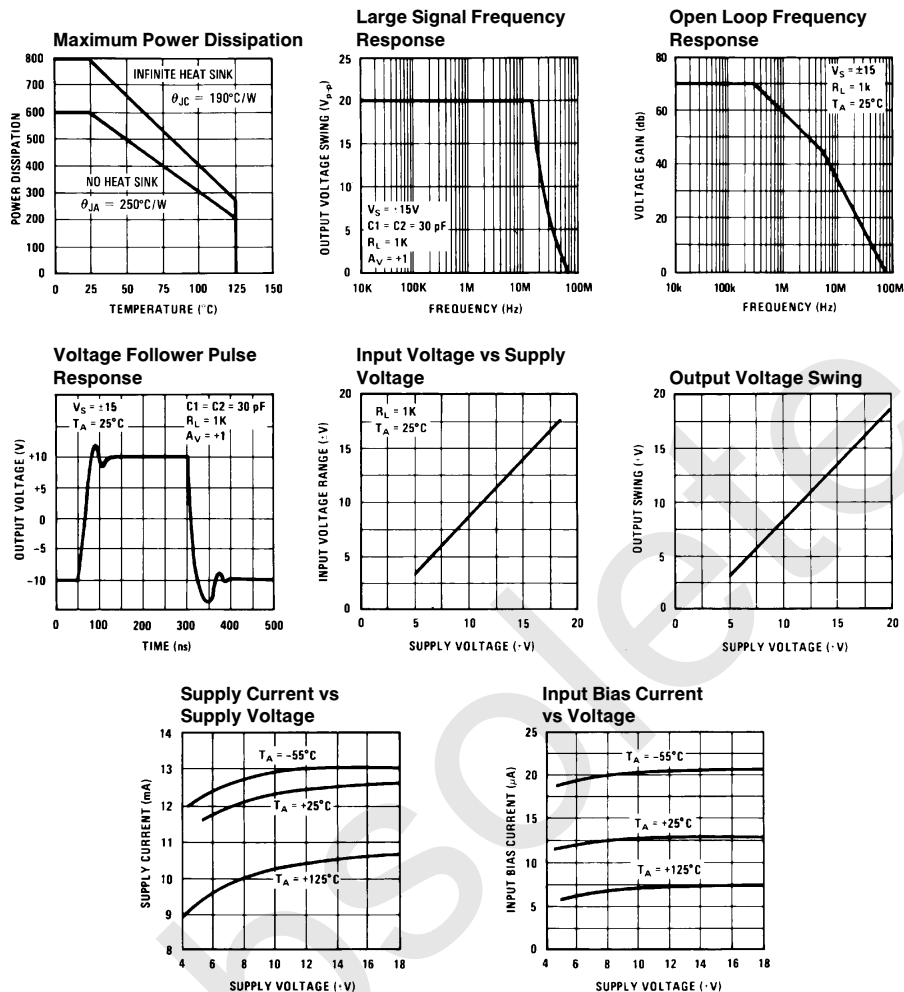 Maximum Power Dissipation
POWER DISSIPATION
800
700
600
500
400
300
200
100
0
INFINITE HEAT SINK
θJC = 190°C/W
NO HEAT SINK
θJA = 250°C/W
0 25 50 75 100 125 150
TEMPERATURE (°C)
Large Signal Frequency
Response
OUTPUT VOLTAGE SWING (Vp-p)
25
20
15
10
5
0
VS = ±15V
C1 = C2 = 30 pF
RL = 1K
AV = +1
10K 100K 1M 10M 100M
FREQUENCY (Hz)
Open Loop Frequency
Response
VOLTAGE GAIN (db)
80
60
40
20
0
VS = ±15
RL = 1k
TA = 25°C
10k 100k 1M 10M 100M
FREQUENCY (Hz)
Voltage Follower Pulse
Response
OUTPUT VOLTAGE (V)
+10
+5
0
-5
-10
VS = ±15
TA = 25°C
C1 = C2 = 30 pF
RL = 1K
AV = +1
0 100 200 300 400 500
TIME (ns)
Input Voltage vs Supply
Voltage
INPUT VOLTAGE RANGE (±V)
20
15
10
5
0
RL = 1K
TA = 25°C
0 5 10 15 20
SUPPLY VOLTAGE (±V)
Output Voltage Swing
OUTPUT SWING (±V)
20
15
10
5
0
0 5 10 15 20
SUPPLY VOLTAGE (±V)
Supply Current vs
Supply Voltage
SUPPLY CURRENT (mA)
14
13
12
10
10
9
8
TA = -55°C
TA = +25°C
TA = +125°C
4 6 8 10 12 14 16 18
SUPPLY VOLTAGE (±V)
Input Bias Current
vs Voltage
INPUT BIAS CURRENT (µA)
25
20
15
10
5
0
TA = -55°C
TA = +25°C
TA = +125°C
4 6 8 10 12 14 16 18
SUPPLY VOLTAGE (±V)
bsolete